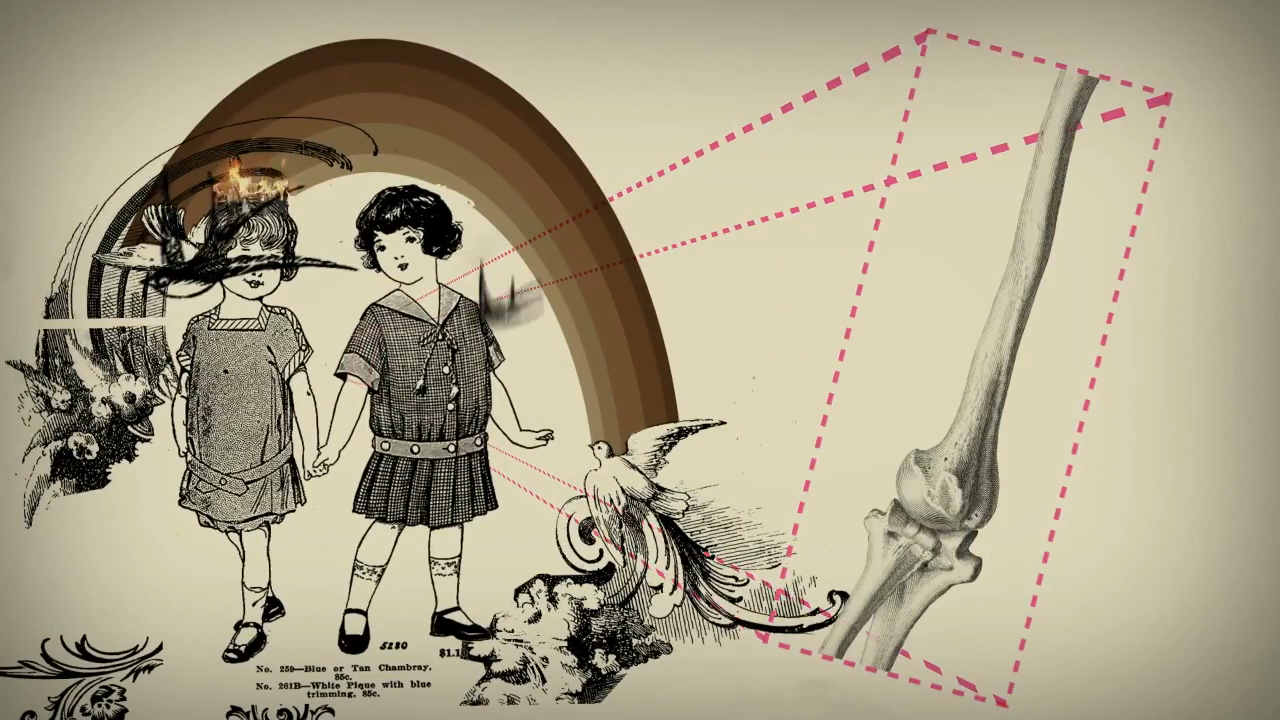 5280
$1.1
No. 259—Blue or Tan Chambray,
85c.
No. 261B—White Pique with blue
trimming, 85c.